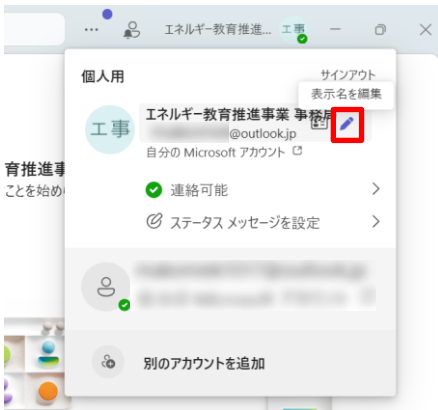 … エネルギー教育推進... 工事
個人用 サインアウト
表示名を編集
工事 エネルギー教育推進事業 事務局
@outlook.jp
自分の Microsoft アカウント
育推進事
ことを始め
連絡可能
ステータス メッセージを設定
別のアカウントを追加